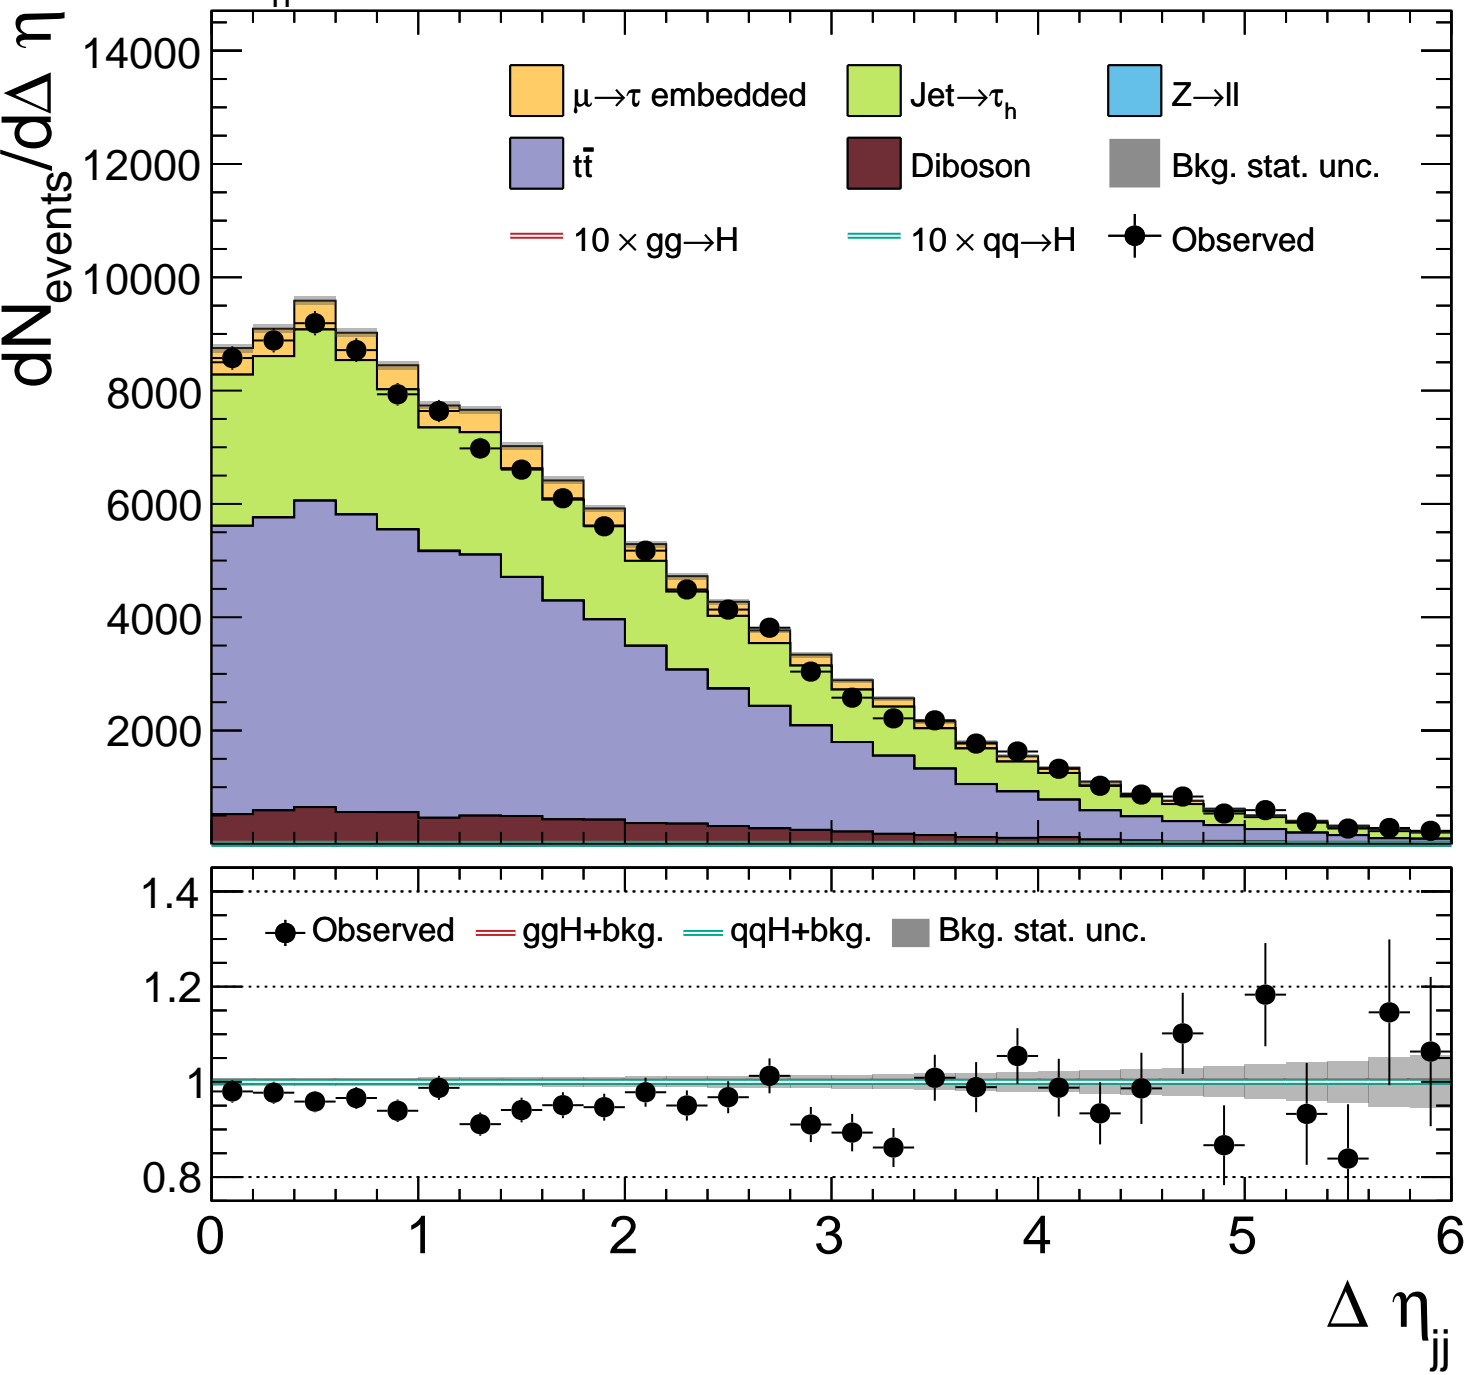 dN_events/dΔ η_jj
14000
12000
10000
8000
6000
4000
2000
μ→τ embedded Jet→τ_h Z→ll
tt̄ Diboson Bkg. stat. unc.
10 × gg→H 10 × qq→H Observed
1.4
1.2
1
0.8
Observed ggH+bkg. qqH+bkg. Bkg. stat. unc.
0 1 2 3 4 5 6
Δ η_jj